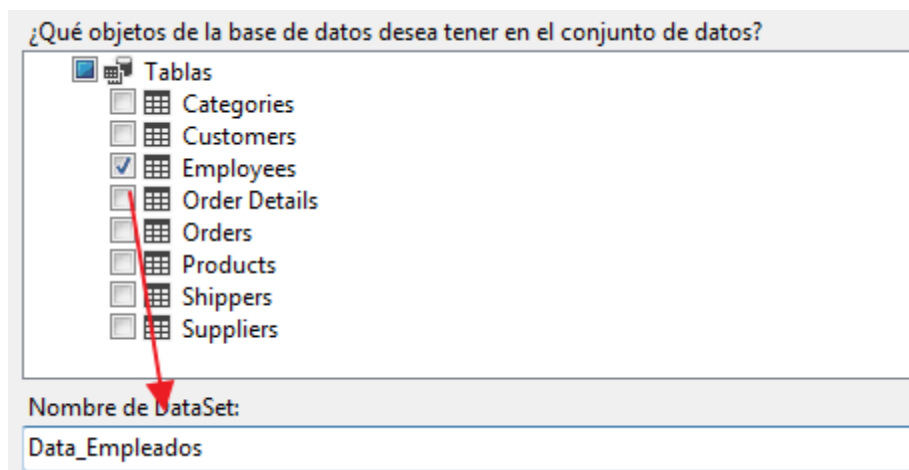 ¿Qué objetos de la base de datos desea tener en el conjunto de datos?
Tablas
Categories
Customers
Employees
Order Details
Orders
Products
Shippers
Suppliers
Nombre de DataSet:
Data_Empleados